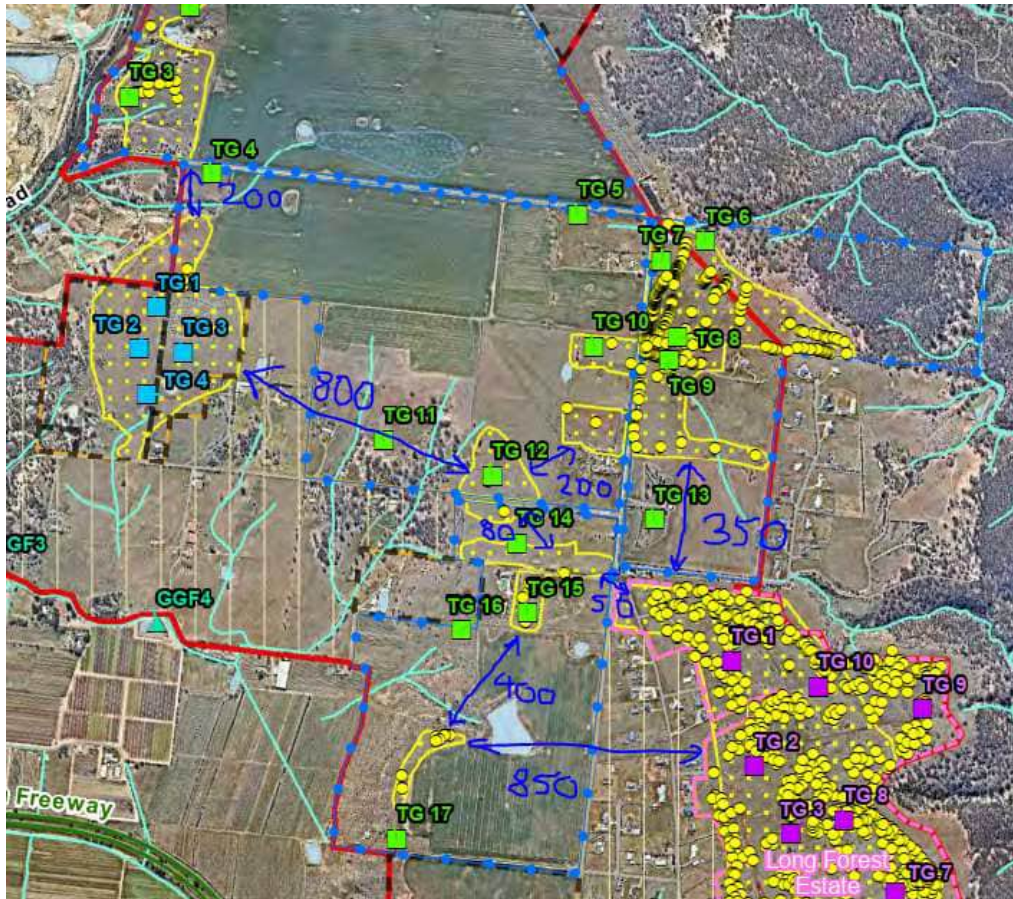 TG 3
TG 4
ad
200
TG 5
TG 6
TG 7
TG 1
TG 2
TG 3
TG 10
TG 8
TG 4
TG 9
800
TG 11
TG 12
200
TG 13
TG 14
80
350
GF3
GGF4
TG 15
50
TG 16
TG 1
TG 10
400
TG 9
TG 2
850
n Freeway
TG 3
TG 8
TG 17
Long Forest
Estate
TG 7